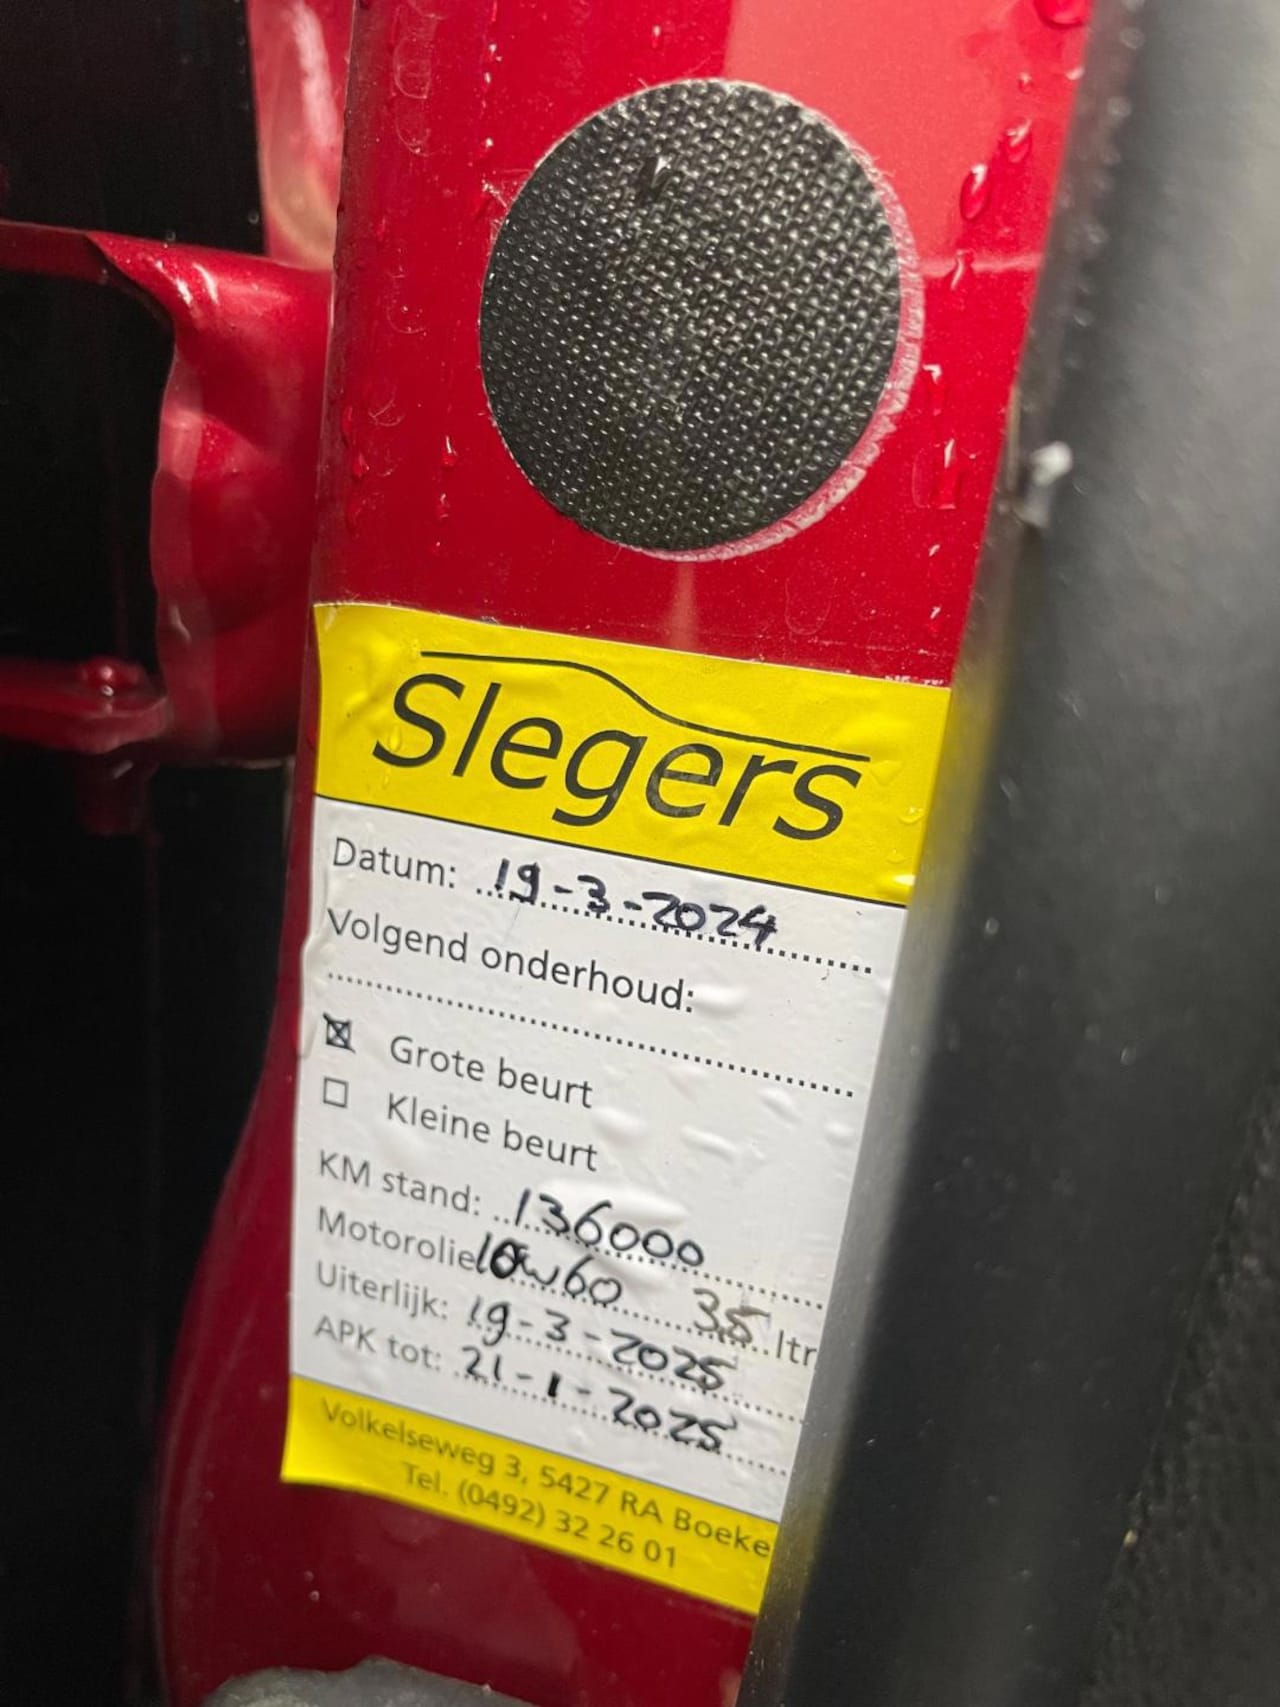 Slegers
Datum: 19-3-2024
Volgend onderhoud:
Grote beurt
Kleine beurt
KM stand: 136000
Motorolie 10w60 3,5 ltr
Uiterlijk: 19-3-2025
APK tot: 21-1-2025
Volkelseweg 3, 5427 RA Boeke
Tel. (0492) 32 26 01